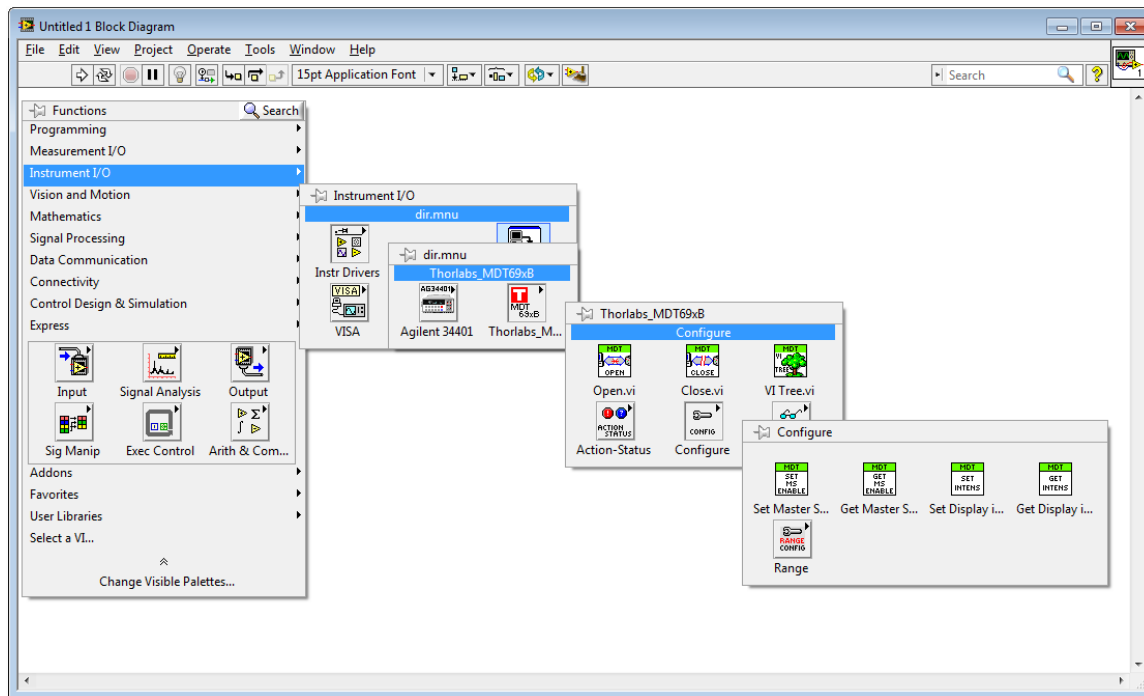 Untitled 1 Block Diagram
File Edit View Project Operate Tools Window Help
15pt Application Font
Search
1
Functions
Search
Programming
Measurement I/O
Instrument I/O
Vision and Motion
Mathematics
Signal Processing
Data Communication
Connectivity
Control Design & Simulation
Express
Input Signal Analysis Output
Sig Manip Exec Control Arith & Com...
Addons
Favorites
User Libraries
Select a VI...
Change Visible Palettes...
Instrument I/O
dir.mnu
Instr Drivers
VISA
VISA
dir.mnu
Thorlabs_MDT69xB
AG34401
T
MDT
69xB
Agilent 34401 Thorlabs_M...
Thorlabs_MDT69xB
Configure
MDT
OPEN
MDT
CLOSE
MDT
VI
TREE
Open.vi Close.vi VI Tree.vi
ACTION
STATUS
CONFIG
Action-Status Configure
Configure
MDT
SET
MS
ENABLE
MDT
GET
MS
ENABLE
MDT
SET
INTENS
MDT
GET
INTENS
Set Master S... Get Master S... Set Display i... Get Display i...
RANGE
CONFIG
Range